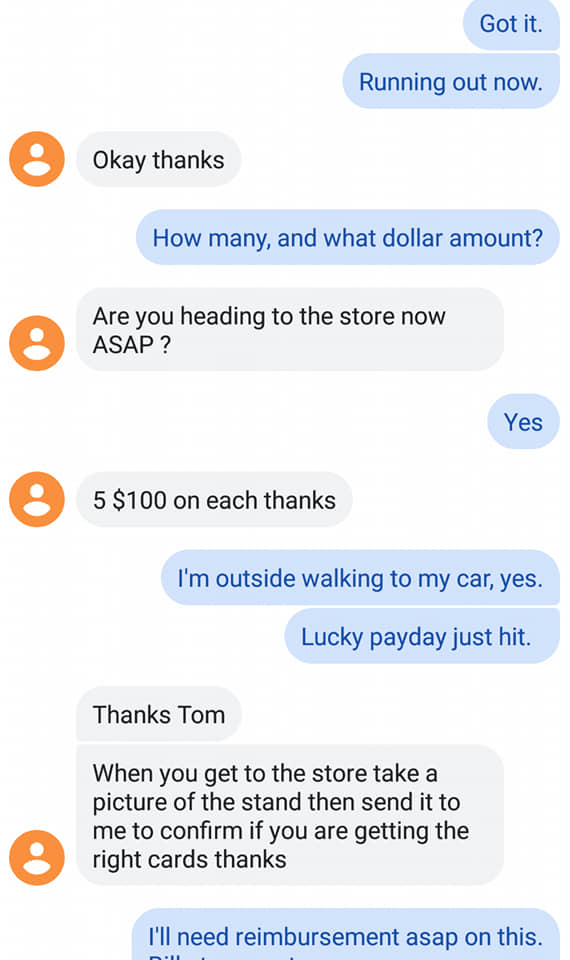 Got it.
Running out now.
Okay thanks
How many, and what dollar amount?
Are you heading to the store now
ASAP ?
Yes
5 $100 on each thanks
I'm outside walking to my car, yes.
Lucky payday just hit.
Thanks Tom
When you get to the store take a
picture of the stand then send it to
me to confirm if you are getting the
right cards thanks
I'll need reimbursement asap on this.